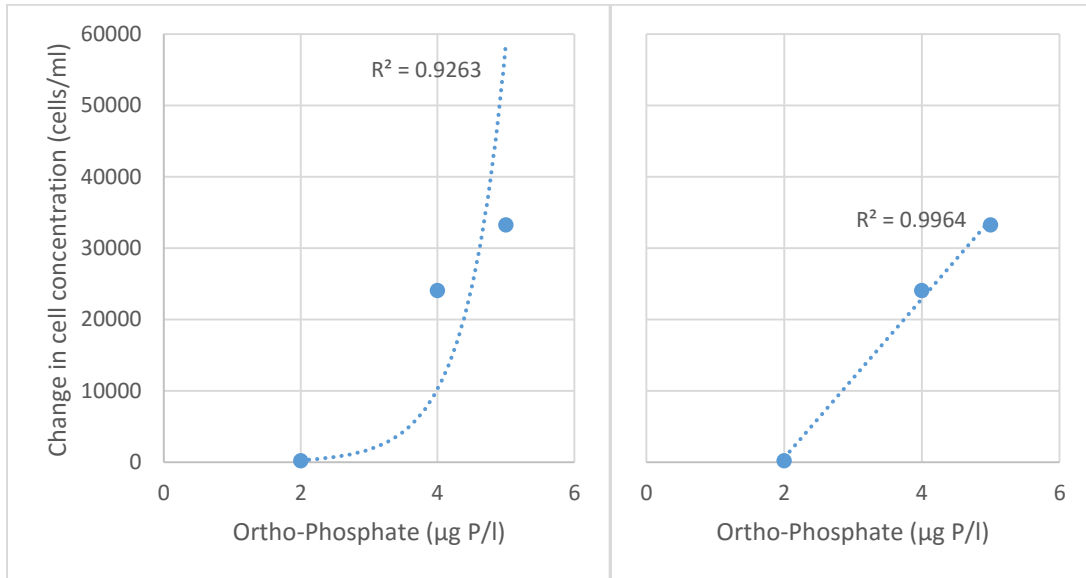 Change in cell concentration (cells/ml)
60000
50000
40000
30000
20000
10000
0
R² = 0.9263
0 2 4 6
Ortho-Phosphate (µg P/l)
R² = 0.9964
0 2 4 6
Ortho-Phosphate (µg P/l)